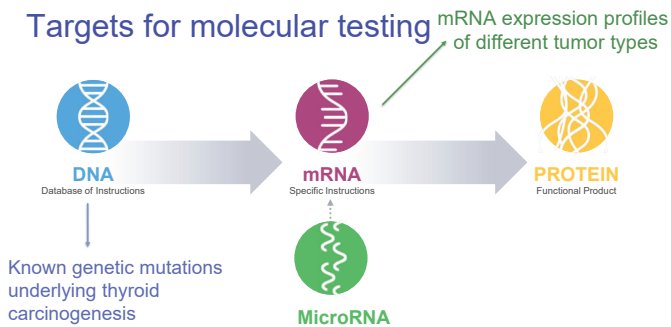 Targets for molecular testing
mRNA expression profiles
of different tumor types
DNA
Database of Instructions
mRNA
Specific Instructions
PROTEIN
Functional Product
Known genetic mutations
underlying thyroid
carcinogenesis
MicroRNA